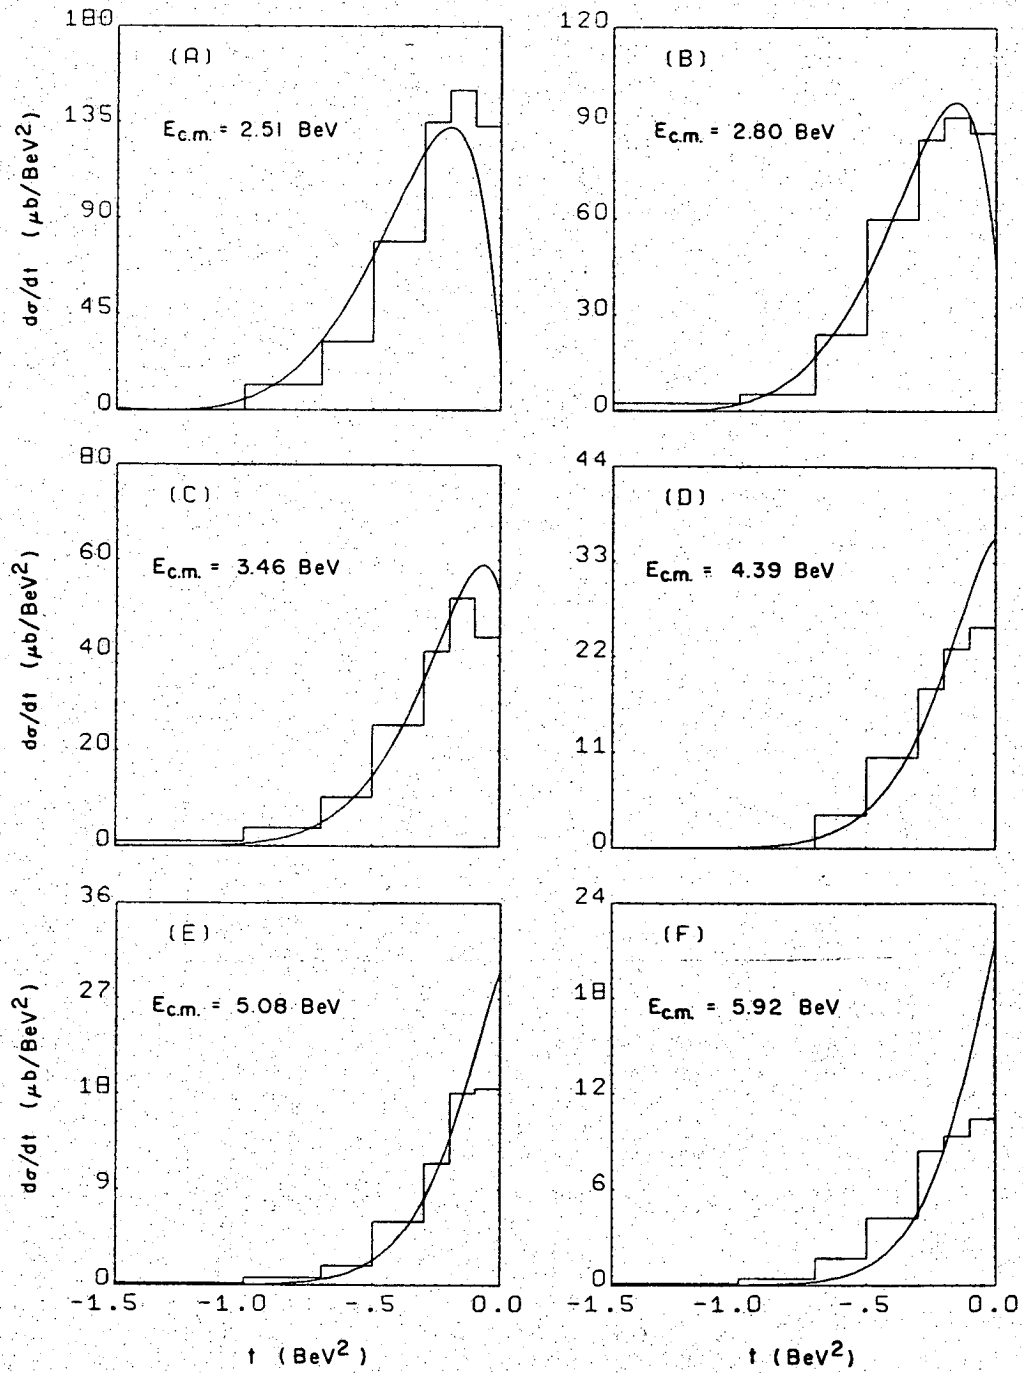 (A)
E_c.m. = 2.51 BeV
180
135
90
45
0
dσ/dt (μb/BeV²)
(B)
E_c.m. = 2.80 BeV
120
90
60
30
0
(C)
E_c.m. = 3.46 BeV
80
60
40
20
0
dσ/dt (μb/BeV²)
(D)
E_c.m. = 4.39 BeV
44
33
22
11
0
(E)
E_c.m. = 5.08 BeV
36
27
18
9
0
dσ/dt (μb/BeV²)
-1.5 -1.0 -.5 0.0
t (BeV²)
(F)
E_c.m. = 5.92 BeV
24
18
12
6
0
-1.5 -1.0 -.5 0.0
t (BeV²)